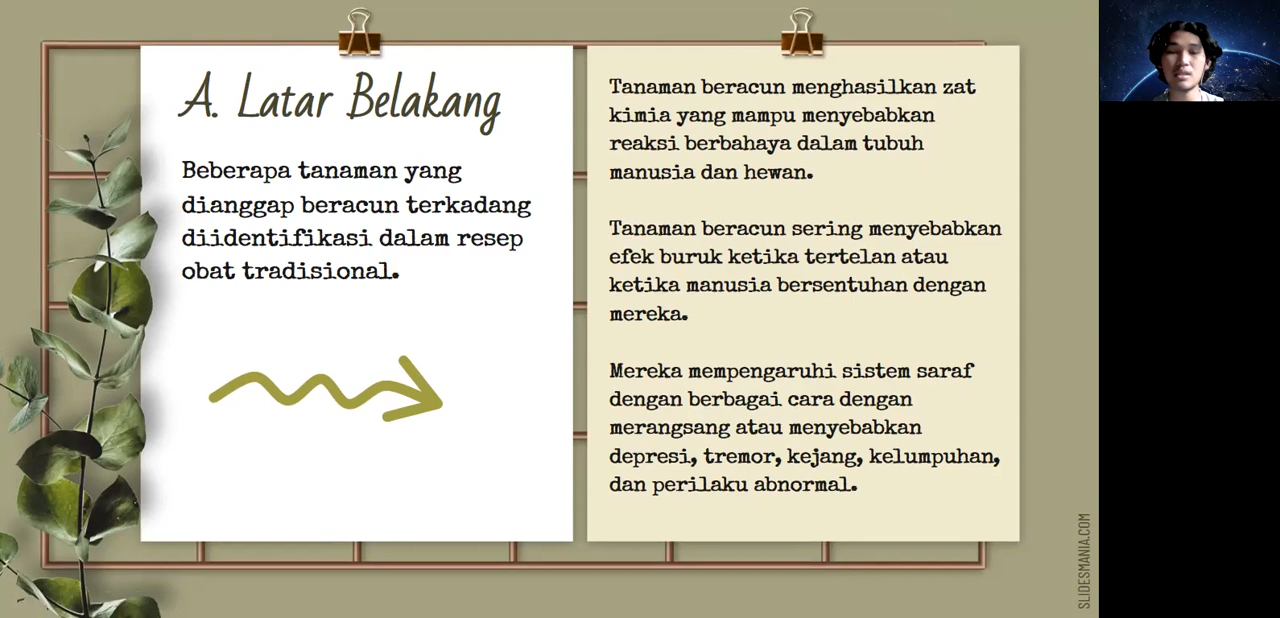 A. Latar Belakang
Beberapa tanaman yang
dianggap beracun terkadang
diidentifikasi dalam resep
obat tradisional.
Tanaman beracun menghasilkan zat
kimia yang mampu menyebabkan
reaksi berbahaya dalam tubuh
manusia dan hewan.
Tanaman beracun sering menyebabkan
efek buruk ketika tertelan atau
ketika manusia bersentuhan dengan
mereka.
Mereka mempengaruhi sistem saraf
dengan berbagai cara dengan
merangsang atau menyebabkan
depresi, tremor, kejang, kelumpuhan,
dan perilaku abnormal.
SLIDESMANIA.COM